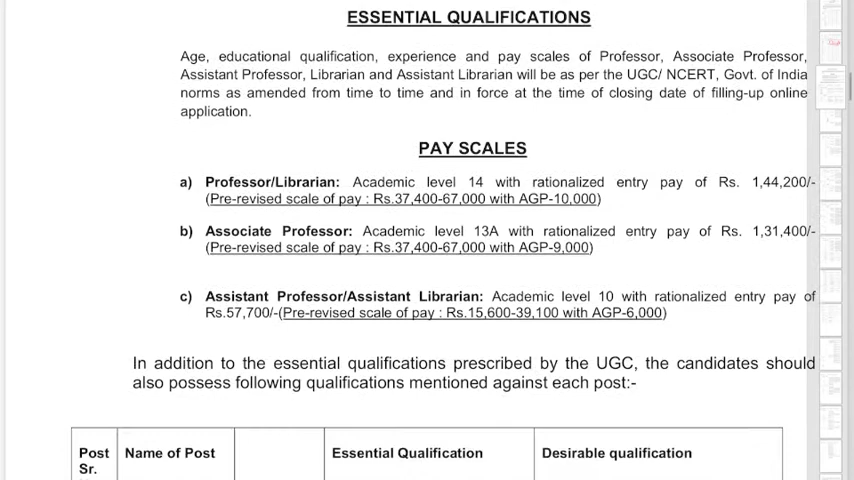 ESSENTIAL QUALIFICATIONS
Age, educational qualification, experience and pay scales of Professor, Associate Professor,
Assistant Professor, Librarian and Assistant Librarian will be as per the UGC/ NCERT, Govt. of India
norms as amended from time to time and in force at the time of closing date of filling-up online
application.
PAY SCALES
a) Professor/Librarian: Academic level 14 with rationalized entry pay of Rs. 1,44,200/-
(Pre-revised scale of pay : Rs.37,400-67,000 with AGP-10,000)
b) Associate Professor: Academic level 13A with rationalized entry pay of Rs. 1,31,400/-
(Pre-revised scale of pay : Rs.37,400-67,000 with AGP-9,000)
c) Assistant Professor/Assistant Librarian: Academic level 10 with rationalized entry pay of
Rs.57,700/-(Pre-revised scale of pay : Rs.15,600-39,100 with AGP-6,000)
In addition to the essential qualifications prescribed by the UGC, the candidates should
also possess following qualifications mentioned against each post:-
Post Name of Post Essential Qualification Desirable qualification
Sr.